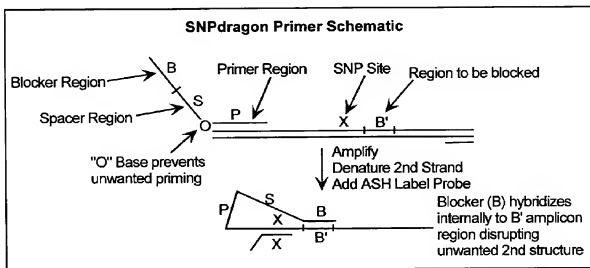 SNPdragon Primer Schematic
Blocker Region
B
Primer Region
SNP Site
Region to be blocked
Spacer Region
S
P
X
B'
O
"O" Base prevents
unwanted priming
Amplify
Denature 2nd Strand
Add ASH Label Probe
P
S
B
X
B'
X
Blocker (B) hybridizes
internally to B' amplicon
region disrupting
unwanted 2nd structure